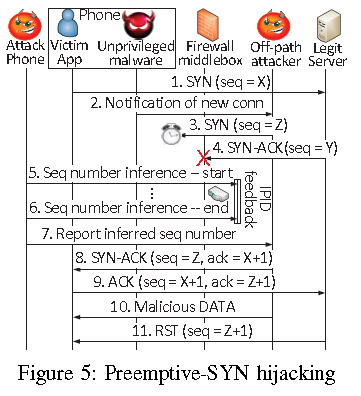 Phone
Attack Phone
Victim App
Unprivileged malware
Firewall middlebox
Off-path attacker
Legit Server
1. SYN (seq = X)
2. Notification of new conn
3. SYN (seq = Z)
4. SYN-ACK(seq = Y)
X
5. Seq number inference – start
...
6. Seq number inference -- end
IPID feedback
7. Report inferred seq number
8. SYN-ACK (seq = Z, ack = X+1)
9. ACK (seq = X+1, ack = Z+1)
10. Malicious DATA
11. RST (seq = Z+1)
Figure 5: Preemptive-SYN hijacking